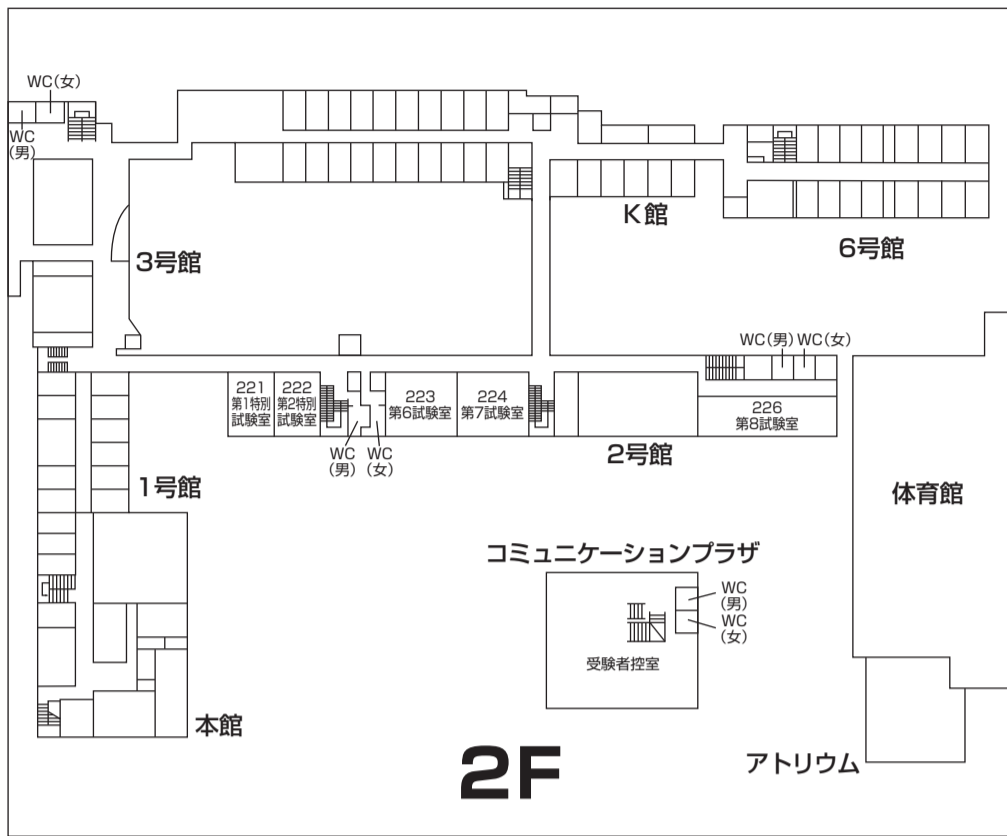 WC(女)
WC
(男)
K館
6号館
3号館
WC(男) WC(女)
221
第1特別
試験室
222
第2特別
試験室
223
第6試験室
224
第7試験室
226
第8試験室
WC
(男)
WC
(女)
2号館
1号館
体育館
コミュニケーションプラザ
WC
(男)
WC
(女)
受験者控室
本館
アトリウム
2F